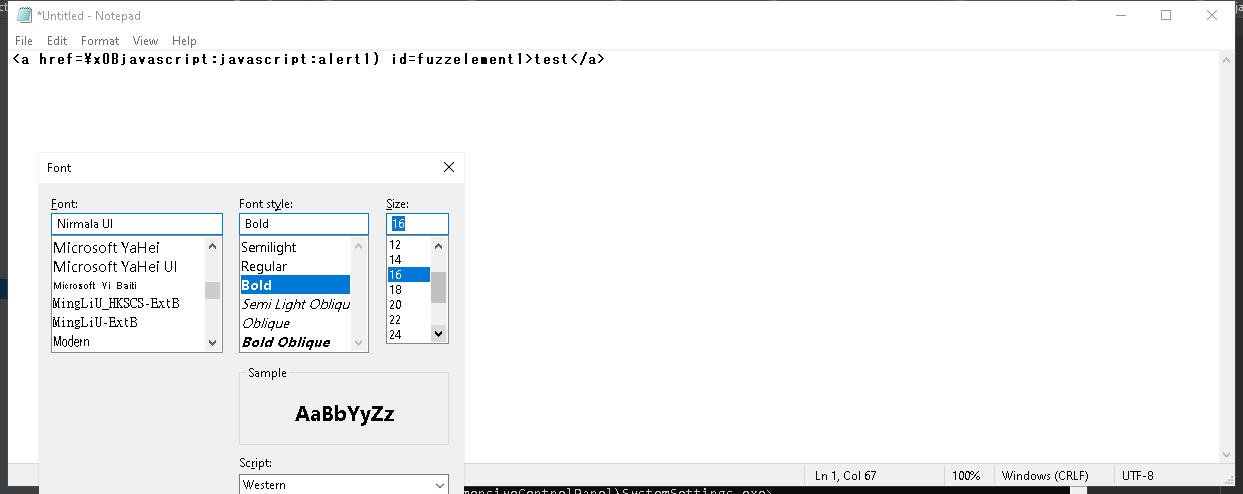 *Untitled - Notepad
File Edit Format View Help
<a href=¥x0Bjavascript:javascript:alert1) id=fuzzelement1>test</a>
Font
Font: Font style: Size:
Nirmala UI Bold 16
Microsoft YaHei Semilight 12
Microsoft YaHei UI Regular 14
Microsoft Yi Baiti Bold 16
MingLiU_HKSCS-ExtB Semi Light Obliqu 18
MingLiU-ExtB Oblique 20
Modern Bold Oblique 22
24
Sample
AaBbYyZz
Script:
Western
Ln 1, Col 67 100% Windows (CRLF) UTF-8
ControlPanel\SystemSettings.exe>